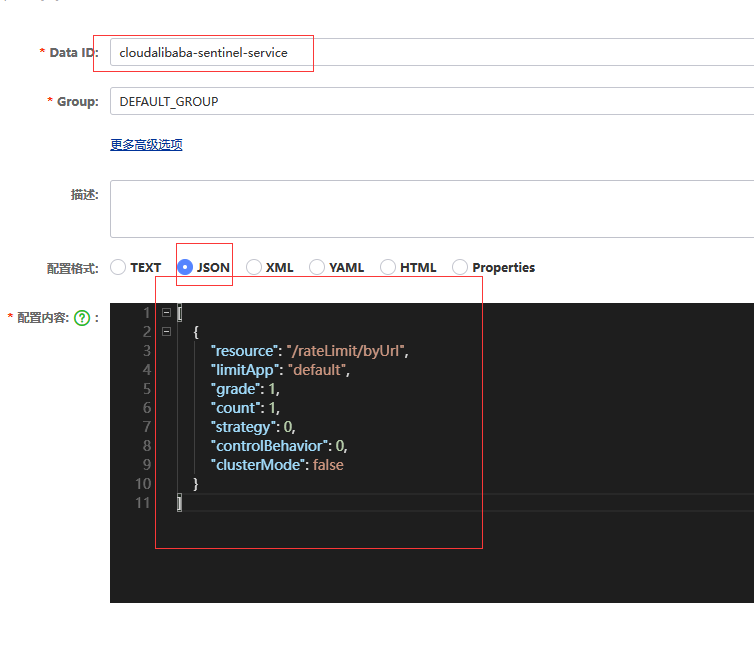 * Data ID: cloudalibaba-sentinel-service
* Group: DEFAULT_GROUP
更多高级选项
描述:
配置格式: TEXT JSON XML YAML HTML Properties
* 配置内容: ? :
1 [
2 {
3 "resource": "/rateLimit/byUrl",
4 "limitApp": "default",
5 "grade": 1,
6 "count": 1,
7 "strategy": 0,
8 "controlBehavior": 0,
9 "clusterMode": false
10 }
11 ]